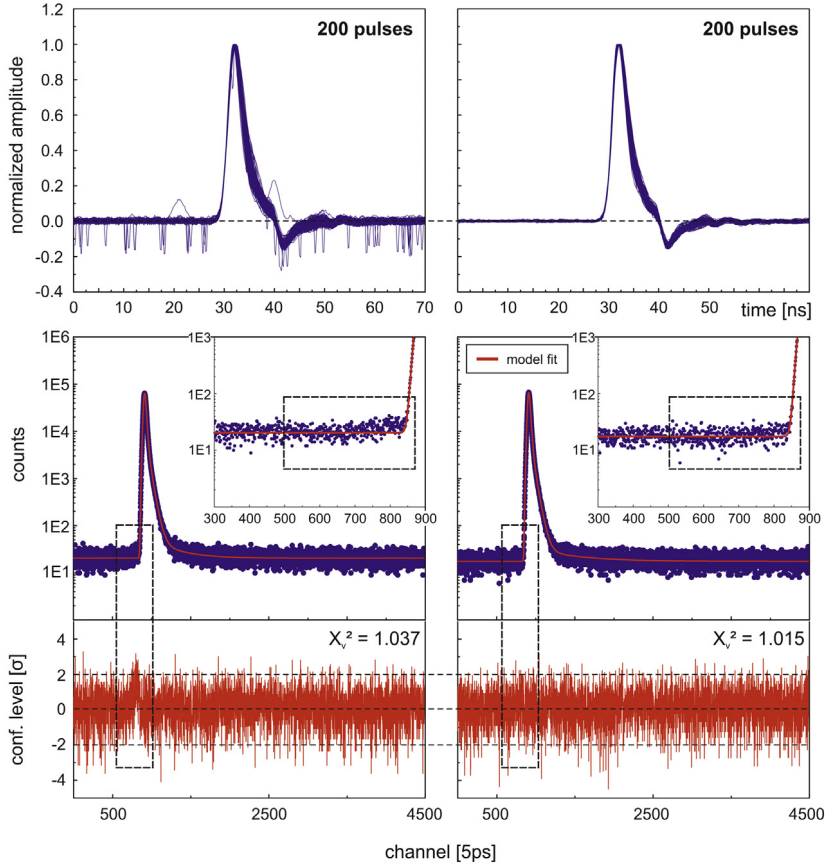 200 pulses
200 pulses
normalized amplitude
1.2
1.0
0.8
0.6
0.4
0.2
0.0
-0.2
-0.4
0 10 20 30 40 50 60 70
0 10 20 30 40 50 time [ns]
counts
1E6
1E5
1E4
1E3
1E2
1E1
1E3
1E2
1E1
300 400 500 600 700 800 900
model fit
1E3
1E2
1E1
300 400 500 600 700 800 900
conf. level [σ]
4
2
0
-2
-4
Xᵥ² = 1.037
Xᵥ² = 1.015
500 2500 4500
500 2500 4500
channel [5ps]